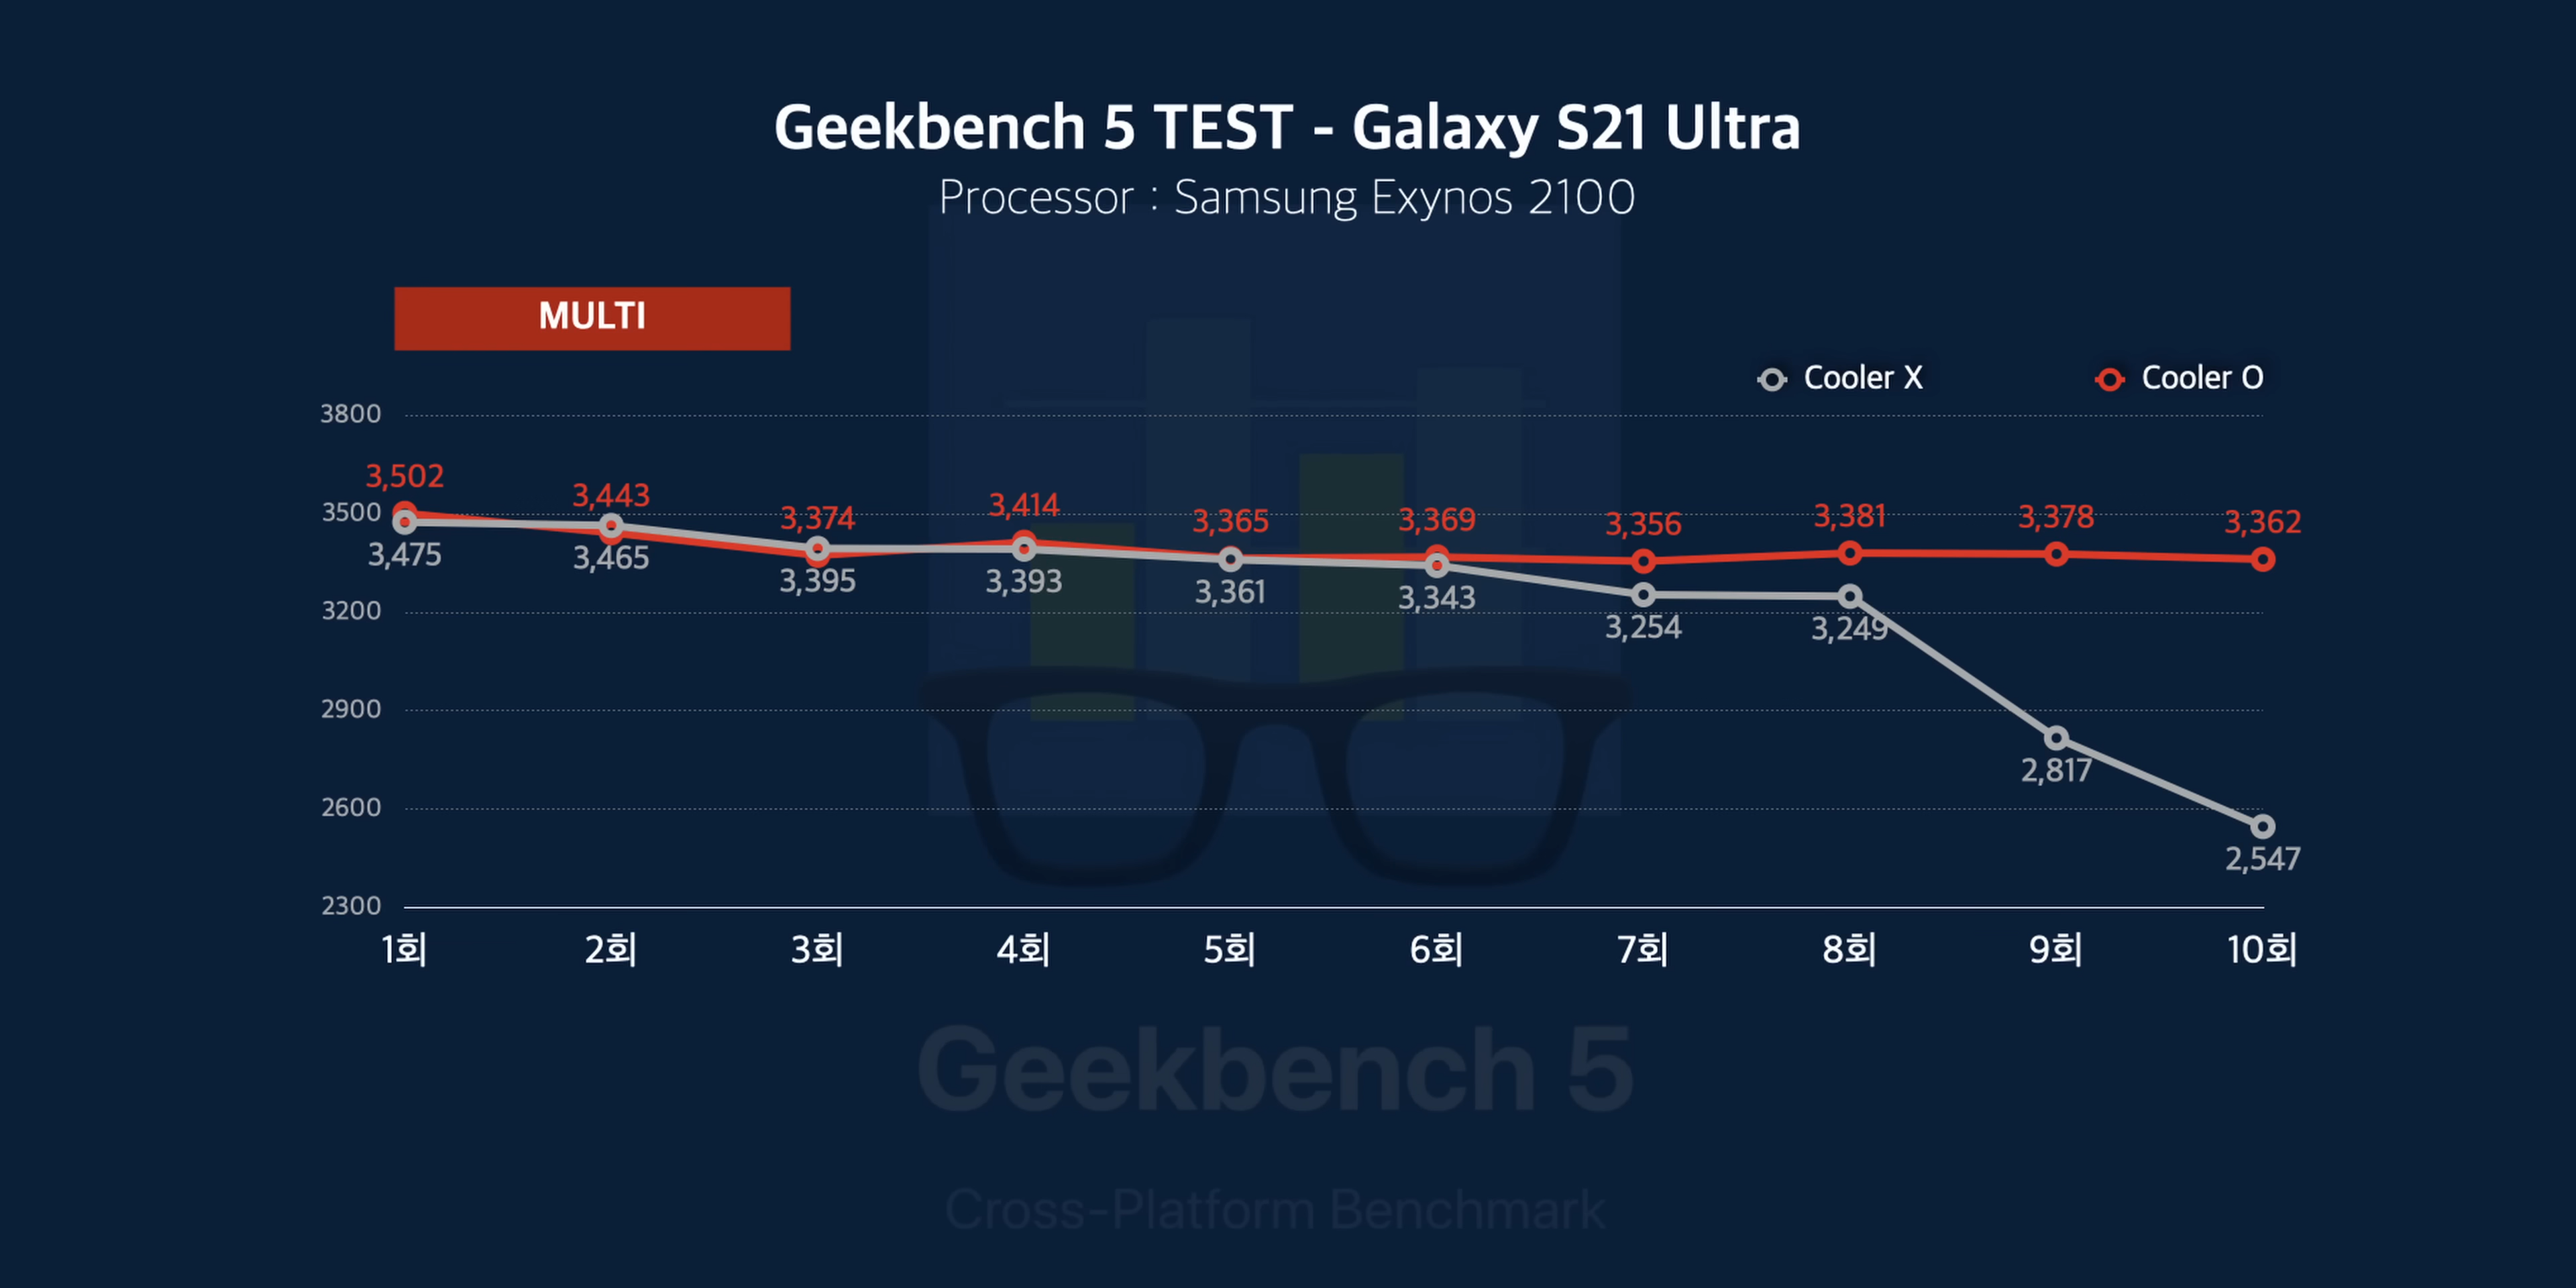 Geekbench 5 TEST - Galaxy S21 Ultra
Processor : Samsung Exynos 2100
MULTI
Cooler X Cooler O
3800
3,502 3,443 3,374 3,414 3,365 3,369 3,356 3,381 3,378 3,362
3500
3,475 3,465 3,395 3,393 3,361 3,343 3,254 3,249 2,817 2,547
3200
2900
2600
2300
1회 2회 3회 4회 5회 6회 7회 8회 9회 10회
Geekbench 5
Cross-Platform Benchmark